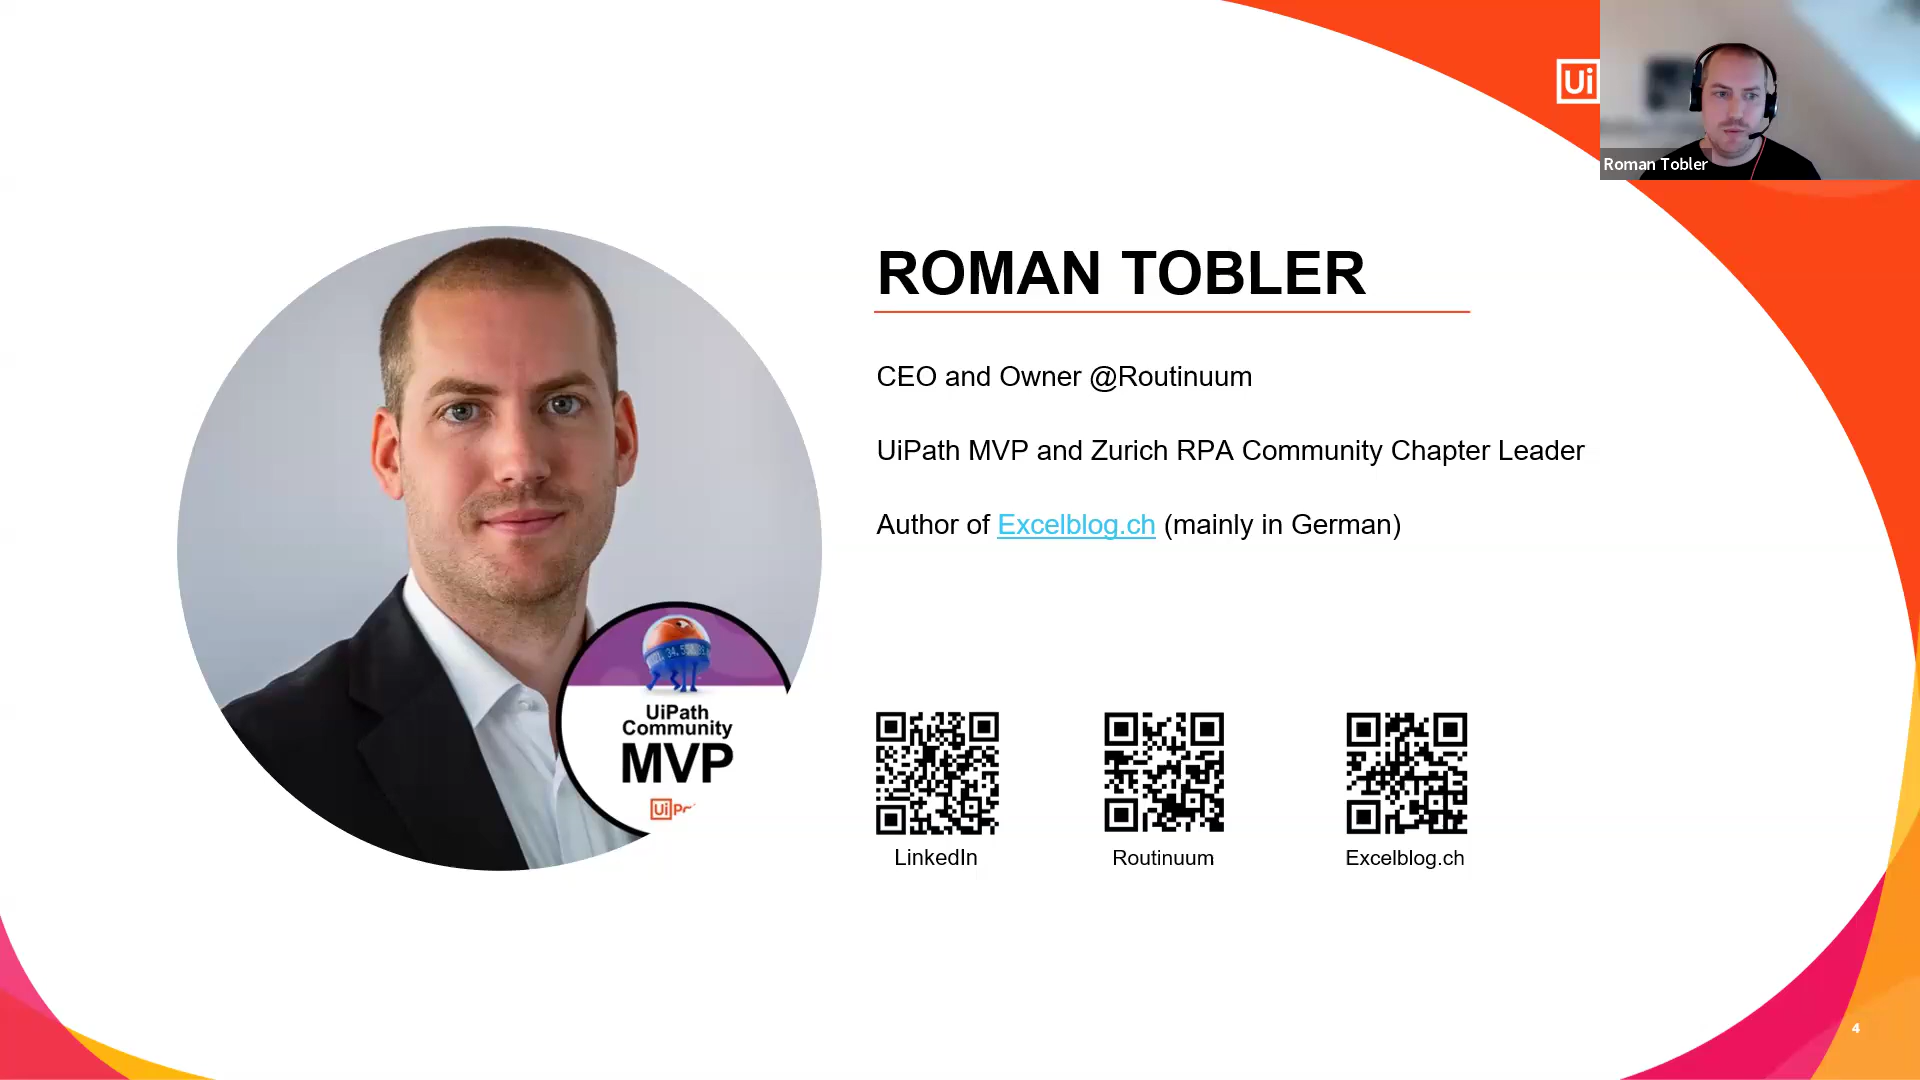 Ui
Roman Tobler
ROMAN TOBLER
CEO and Owner @Routinuum
UiPath MVP and Zurich RPA Community Chapter Leader
Author of Excelblog.ch (mainly in German)
UiPath
Community
MVP
Ui
LinkedIn
Routinuum
Excelblog.ch
4